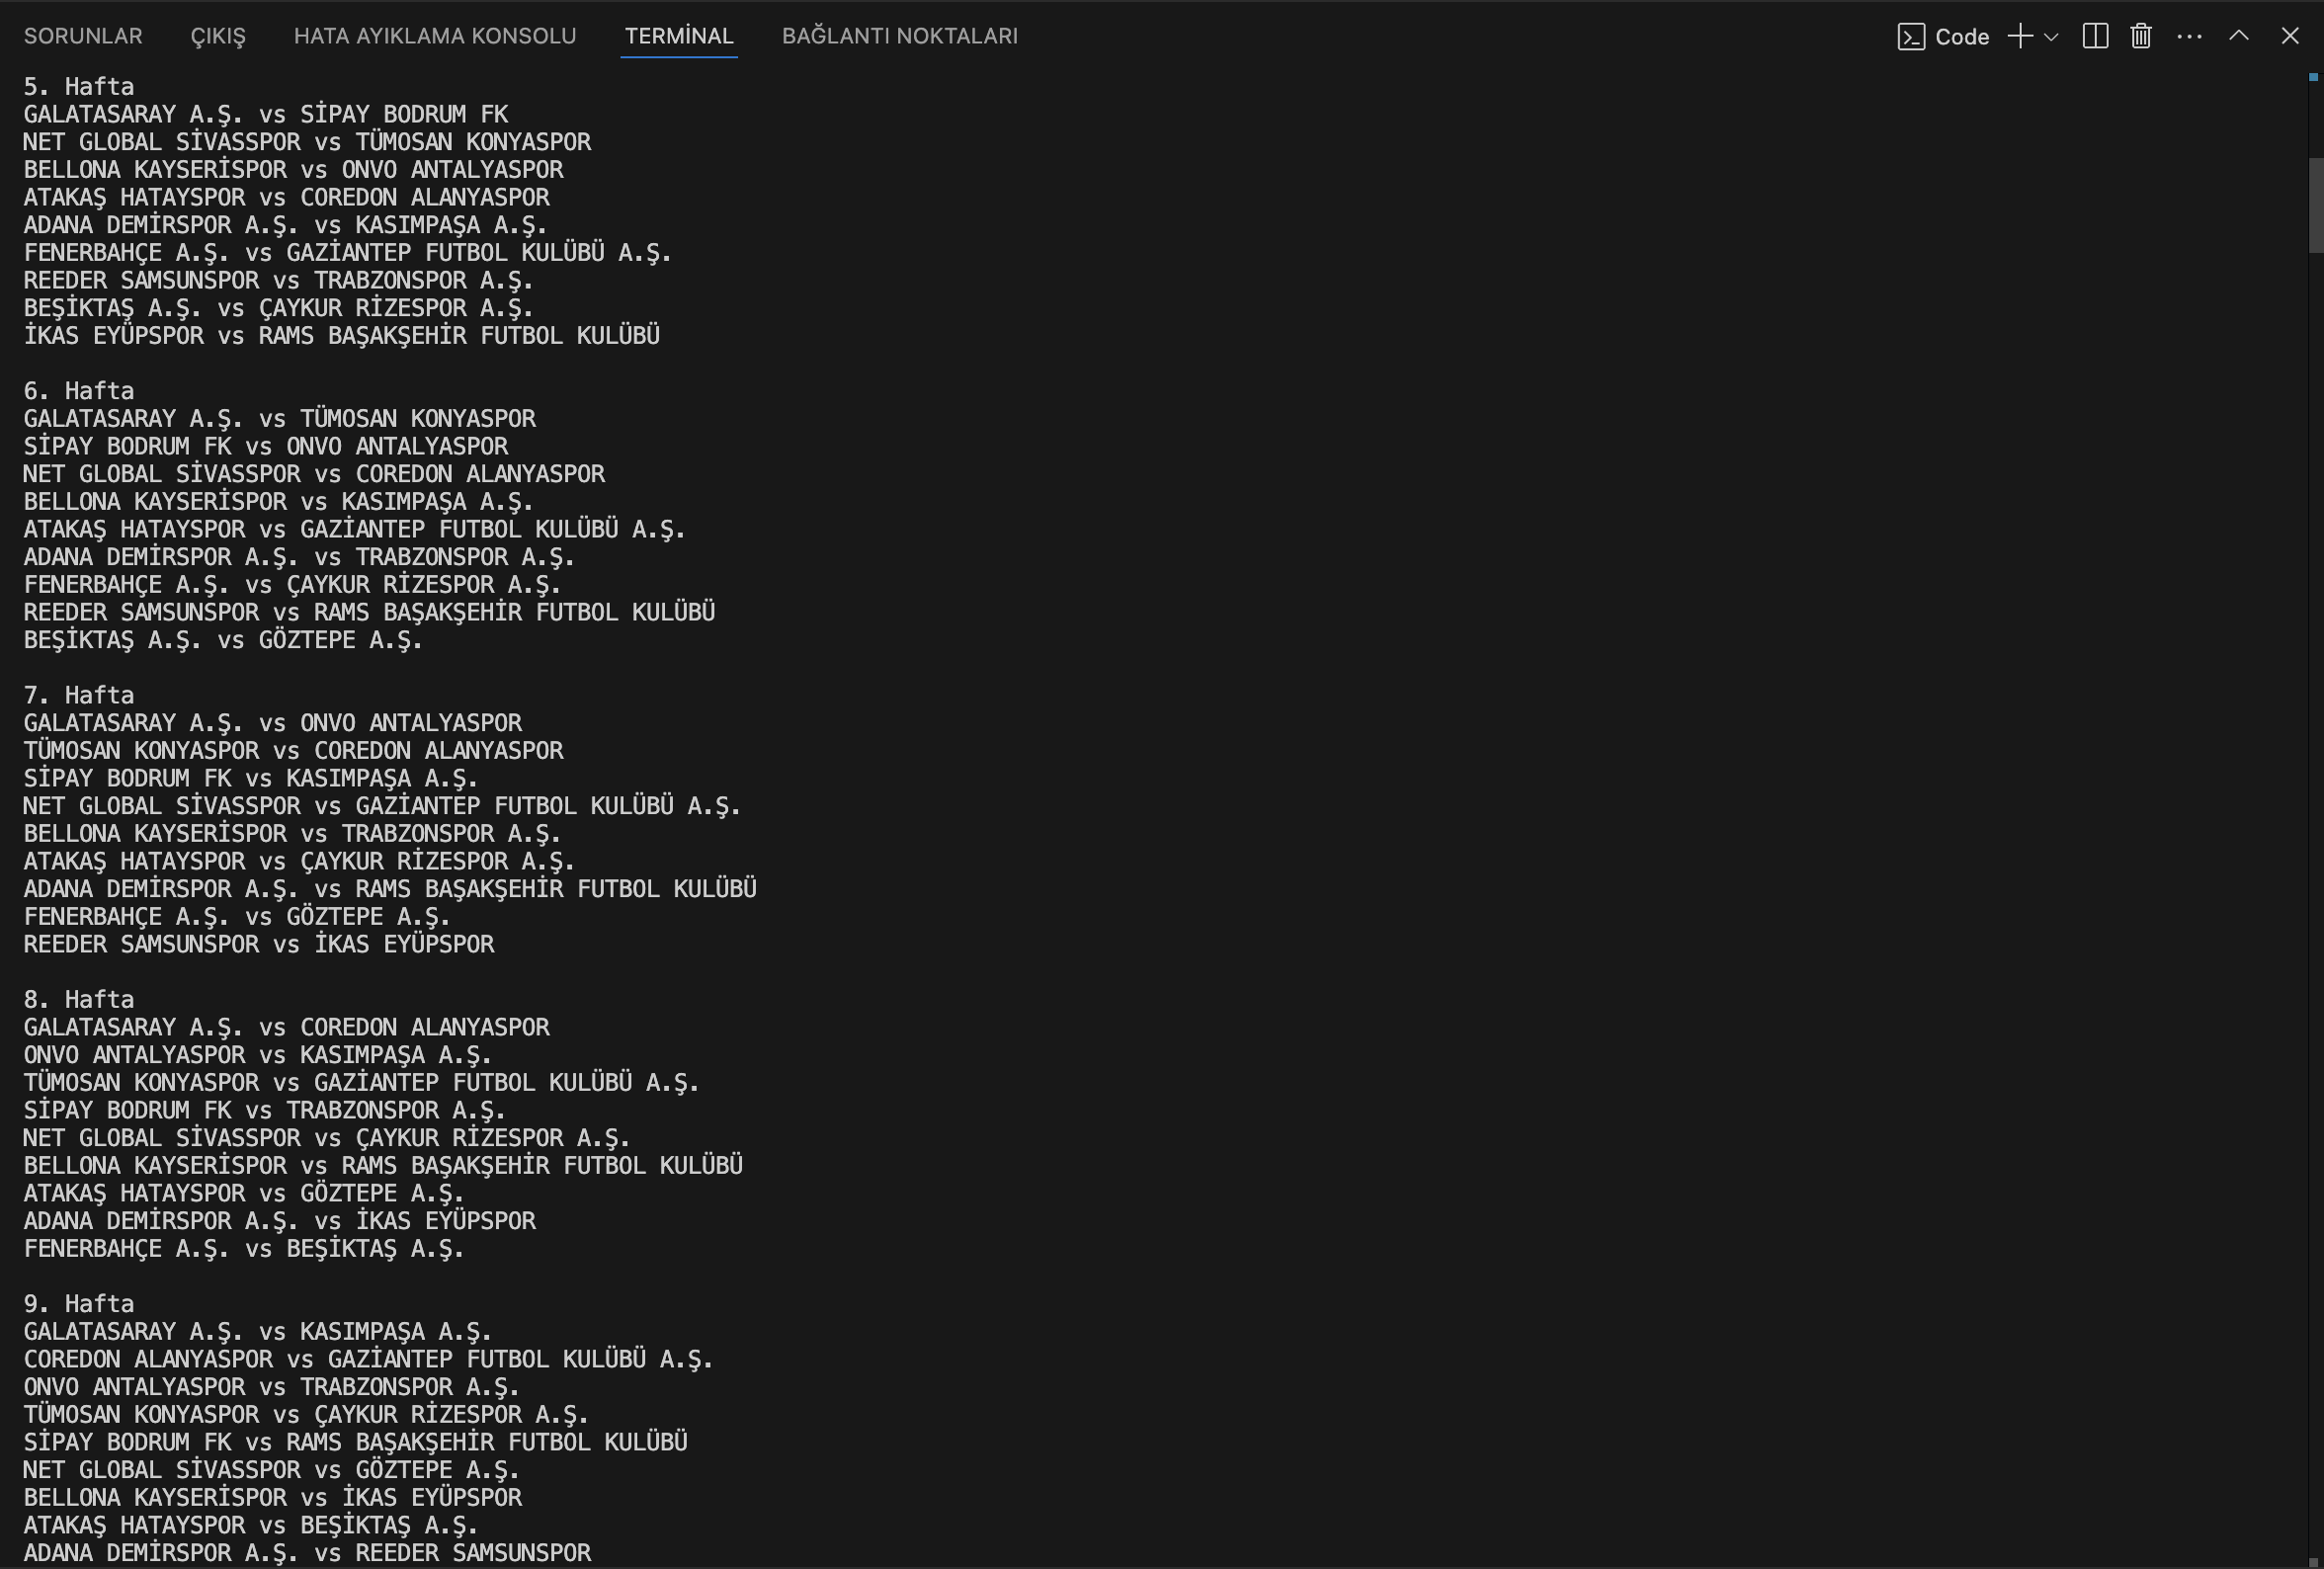 SORUNLAR ÇIKIŞ HATA AYIKLAMA KONSOLU TERMİNAL BAĞLANTI NOKTALARI Code
5. Hafta
GALATASARAY A.Ş. vs SİPAY BODRUM FK
NET GLOBAL SİVASSPOR vs TÜMOSAN KONYASPOR
BELLONA KAYSERİSPOR vs ONVO ANTALYASPOR
ATAKAŞ HATAYSPOR vs COREDON ALANYASPOR
ADANA DEMİRSPOR A.Ş. vs KASIMPAŞA A.Ş.
FENERBAHÇE A.Ş. vs GAZİANTEP FUTBOL KULÜBÜ A.Ş.
REEDER SAMSUNSPOR vs TRABZONSPOR A.Ş.
BEŞİKTAŞ A.Ş. vs ÇAYKUR RİZESPOR A.Ş.
İKAS EYÜPSPOR vs RAMS BAŞAKŞEHİR FUTBOL KULÜBÜ
6. Hafta
GALATASARAY A.Ş. vs TÜMOSAN KONYASPOR
SİPAY BODRUM FK vs ONVO ANTALYASPOR
NET GLOBAL SİVASSPOR vs COREDON ALANYASPOR
BELLONA KAYSERİSPOR vs KASIMPAŞA A.Ş.
ATAKAŞ HATAYSPOR vs GAZİANTEP FUTBOL KULÜBÜ A.Ş.
ADANA DEMİRSPOR A.Ş. vs TRABZONSPOR A.Ş.
FENERBAHÇE A.Ş. vs ÇAYKUR RİZESPOR A.Ş.
REEDER SAMSUNSPOR vs RAMS BAŞAKŞEHİR FUTBOL KULÜBÜ
BEŞİKTAŞ A.Ş. vs GÖZTEPE A.Ş.
7. Hafta
GALATASARAY A.Ş. vs ONVO ANTALYASPOR
TÜMOSAN KONYASPOR vs COREDON ALANYASPOR
SİPAY BODRUM FK vs KASIMPAŞA A.Ş.
NET GLOBAL SİVASSPOR vs GAZİANTEP FUTBOL KULÜBÜ A.Ş.
BELLONA KAYSERİSPOR vs TRABZONSPOR A.Ş.
ATAKAŞ HATAYSPOR vs ÇAYKUR RİZESPOR A.Ş.
ADANA DEMİRSPOR A.Ş. vs RAMS BAŞAKŞEHİR FUTBOL KULÜBÜ
FENERBAHÇE A.Ş. vs GÖZTEPE A.Ş.
REEDER SAMSUNSPOR vs İKAS EYÜPSPOR
8. Hafta
GALATASARAY A.Ş. vs COREDON ALANYASPOR
ONVO ANTALYASPOR vs KASIMPAŞA A.Ş.
TÜMOSAN KONYASPOR vs GAZİANTEP FUTBOL KULÜBÜ A.Ş.
SİPAY BODRUM FK vs TRABZONSPOR A.Ş.
NET GLOBAL SİVASSPOR vs ÇAYKUR RİZESPOR A.Ş.
BELLONA KAYSERİSPOR vs RAMS BAŞAKŞEHİR FUTBOL KULÜBÜ
ATAKAŞ HATAYSPOR vs GÖZTEPE A.Ş.
ADANA DEMİRSPOR A.Ş. vs İKAS EYÜPSPOR
FENERBAHÇE A.Ş. vs BEŞİKTAŞ A.Ş.
9. Hafta
GALATASARAY A.Ş. vs KASIMPAŞA A.Ş.
COREDON ALANYASPOR vs GAZİANTEP FUTBOL KULÜBÜ A.Ş.
ONVO ANTALYASPOR vs TRABZONSPOR A.Ş.
TÜMOSAN KONYASPOR vs ÇAYKUR RİZESPOR A.Ş.
SİPAY BODRUM FK vs RAMS BAŞAKŞEHİR FUTBOL KULÜBÜ
NET GLOBAL SİVASSPOR vs GÖZTEPE A.Ş.
BELLONA KAYSERİSPOR vs İKAS EYÜPSPOR
ATAKAŞ HATAYSPOR vs BEŞİKTAŞ A.Ş.
ADANA DEMİRSPOR A.Ş. vs REEDER SAMSUNSPOR